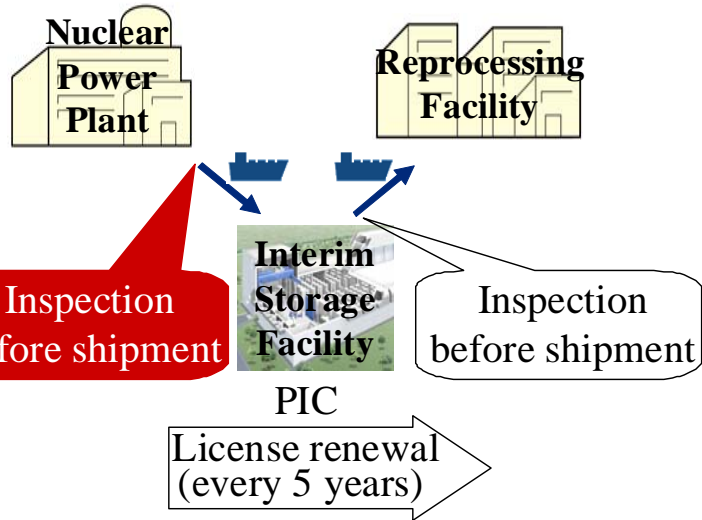 Nuclear
Power
Plant
Reprocessing
Facility
Inspection
fore shipment
Interim
Storage
Facility
Inspection
before shipment
PIC
License renewal
(every 5 years)